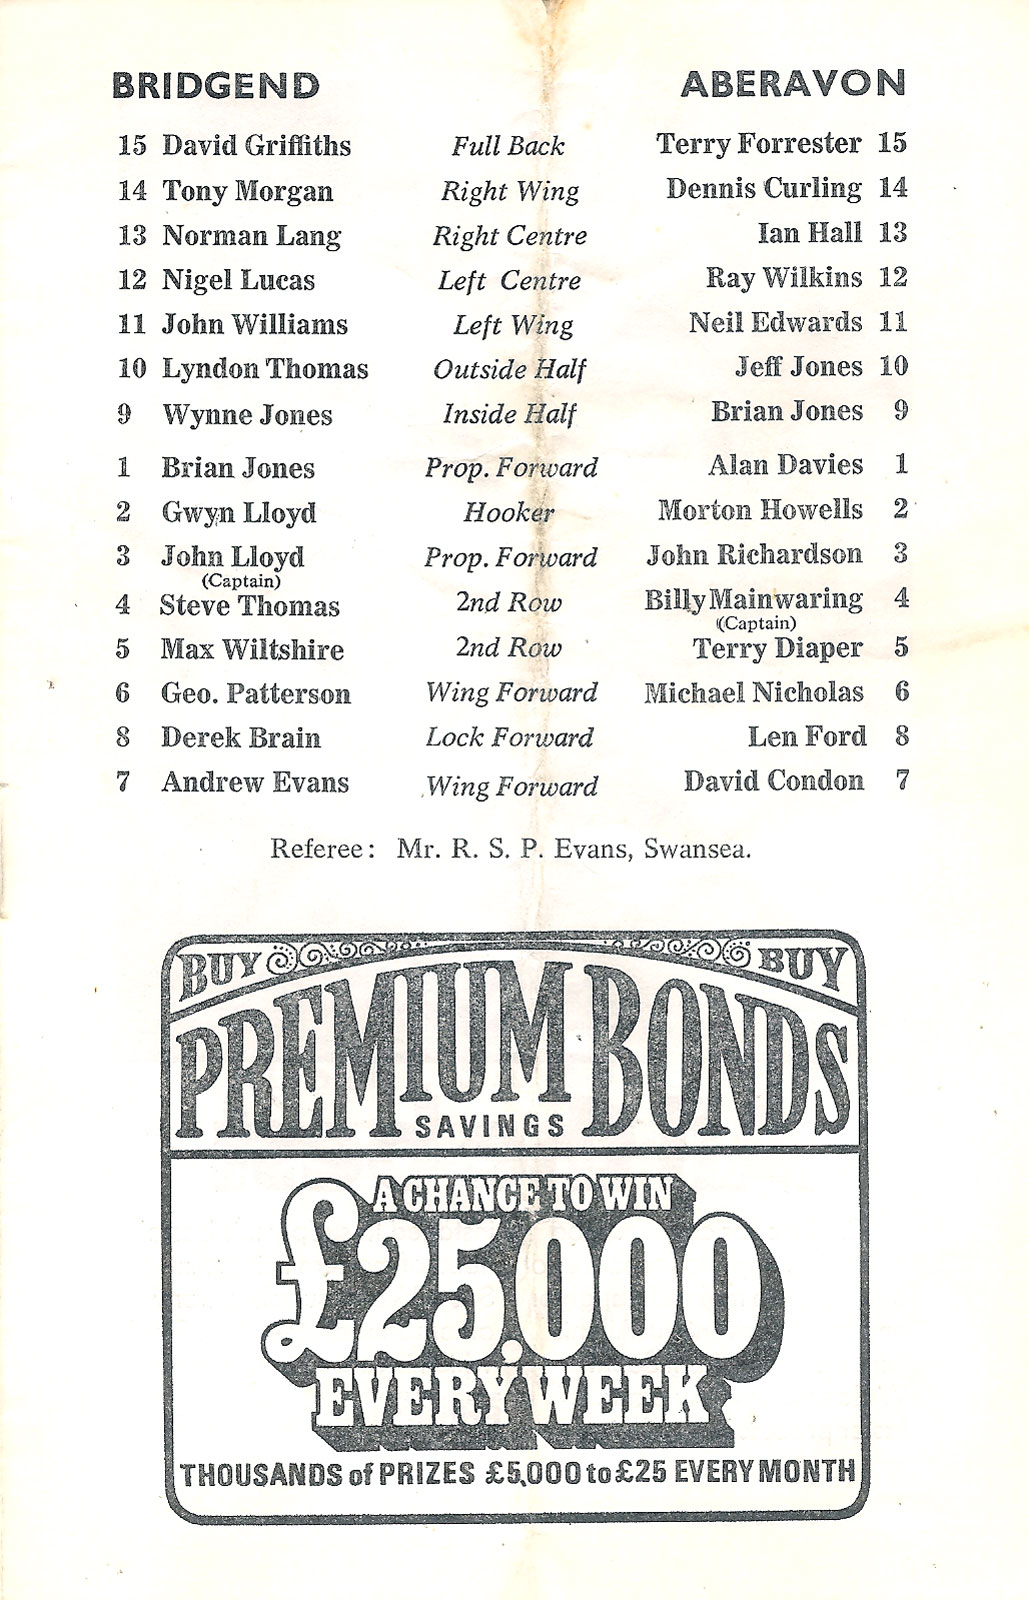 BRIDGEND ABERAVON
15 David Griffiths Full Back Terry Forrester 15
14 Tony Morgan Right Wing Dennis Curling 14
13 Norman Lang Right Centre Ian Hall 13
12 Nigel Lucas Left Centre Ray Wilkins 12
11 John Williams Left Wing Neil Edwards 11
10 Lyndon Thomas Outside Half Jeff Jones 10
9 Wynne Jones Inside Half Brian Jones 9
1 Brian Jones Prop. Forward Alan Davies 1
2 Gwyn Lloyd Hooker Morton Howells 2
3 John Lloyd Prop. Forward John Richardson 3
(Captain)
4 Steve Thomas 2nd Row Billy Mainwaring 4
(Captain)
5 Max Wiltshire 2nd Row Terry Diaper 5
6 Geo. Patterson Wing Forward Michael Nicholas 6
8 Derek Brain Lock Forward Len Ford 8
7 Andrew Evans Wing Forward David Condon 7
Referee: Mr. R. S. P. Evans, Swansea.
BUY BUY
PREMIUM BONDS
SAVINGS
A CHANCE TO WIN
£25,000
EVERY WEEK
THOUSANDS of PRIZES £5,000 to £25 EVERY MONTH